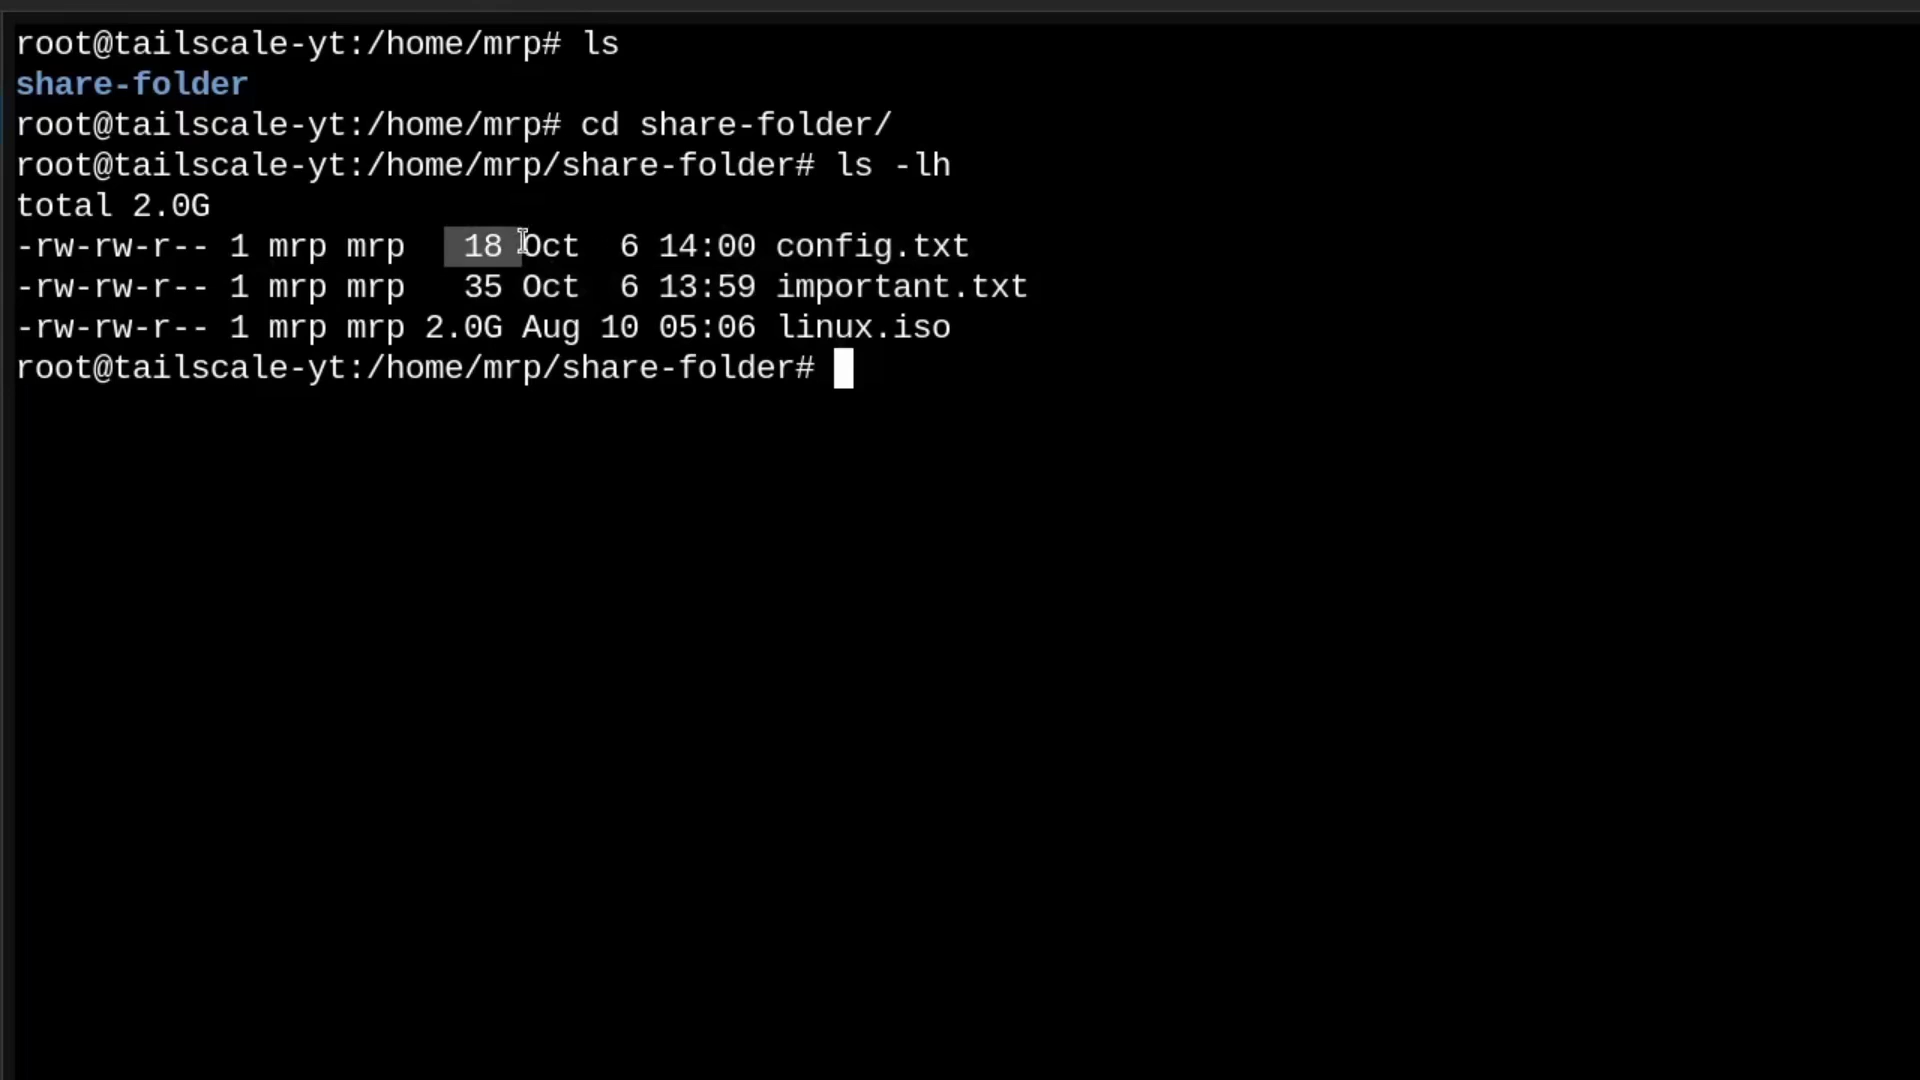 root@tailscale-yt:/home/mrp# ls
share-folder
root@tailscale-yt:/home/mrp# cd share-folder/
root@tailscale-yt:/home/mrp/share-folder# ls -lh
total 2.0G
-rw-rw-r-- 1 mrp mrp   18 Oct  6 14:00 config.txt
-rw-rw-r-- 1 mrp mrp   35 Oct  6 13:59 important.txt
-rw-rw-r-- 1 mrp mrp 2.0G Aug 10 05:06 linux.iso
root@tailscale-yt:/home/mrp/share-folder#